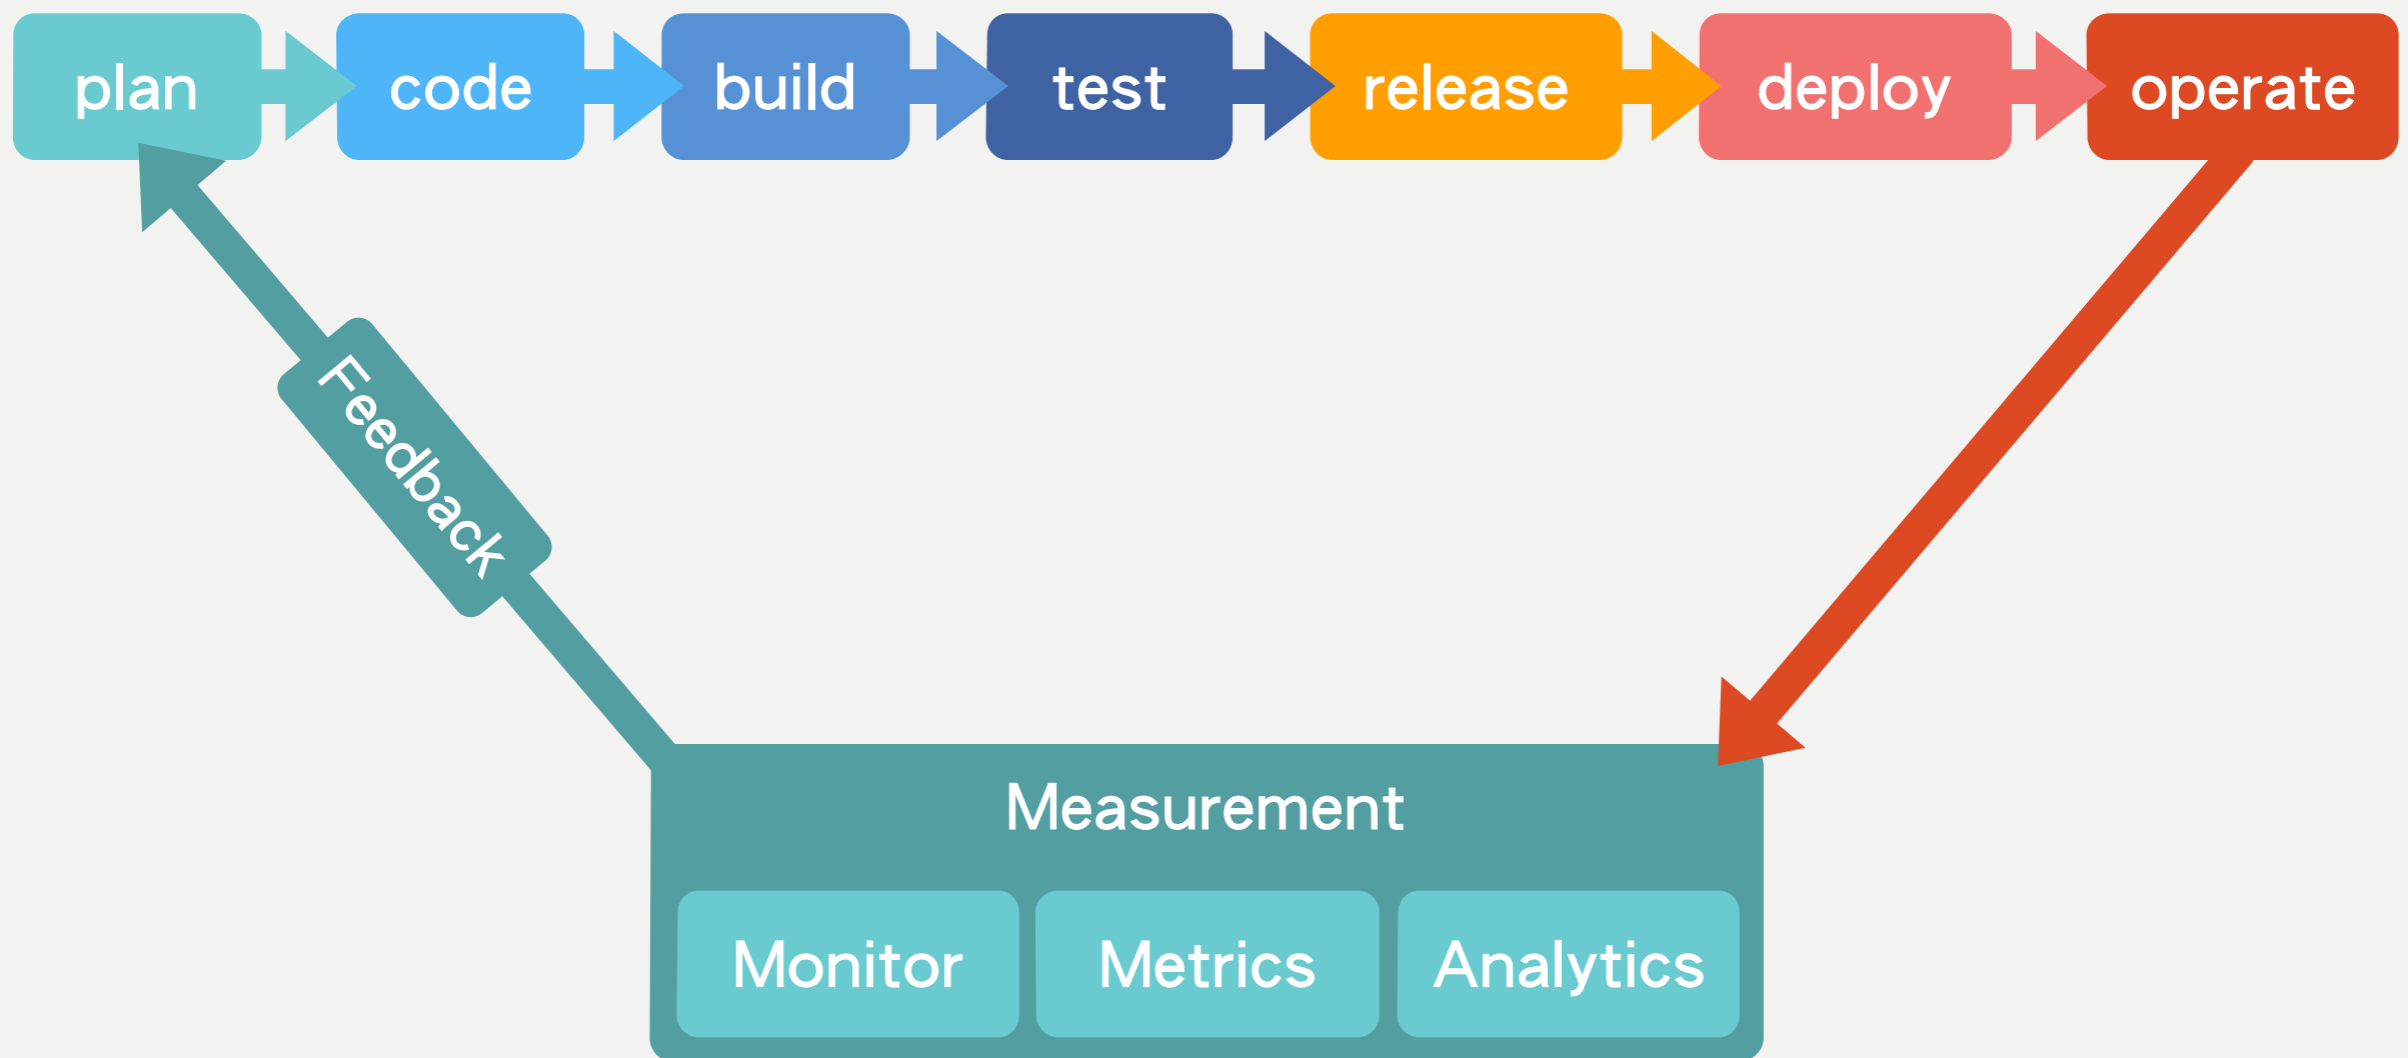 plan
code
build
test
release
deploy
operate
Feedback
Measurement
Monitor
Metrics
Analytics